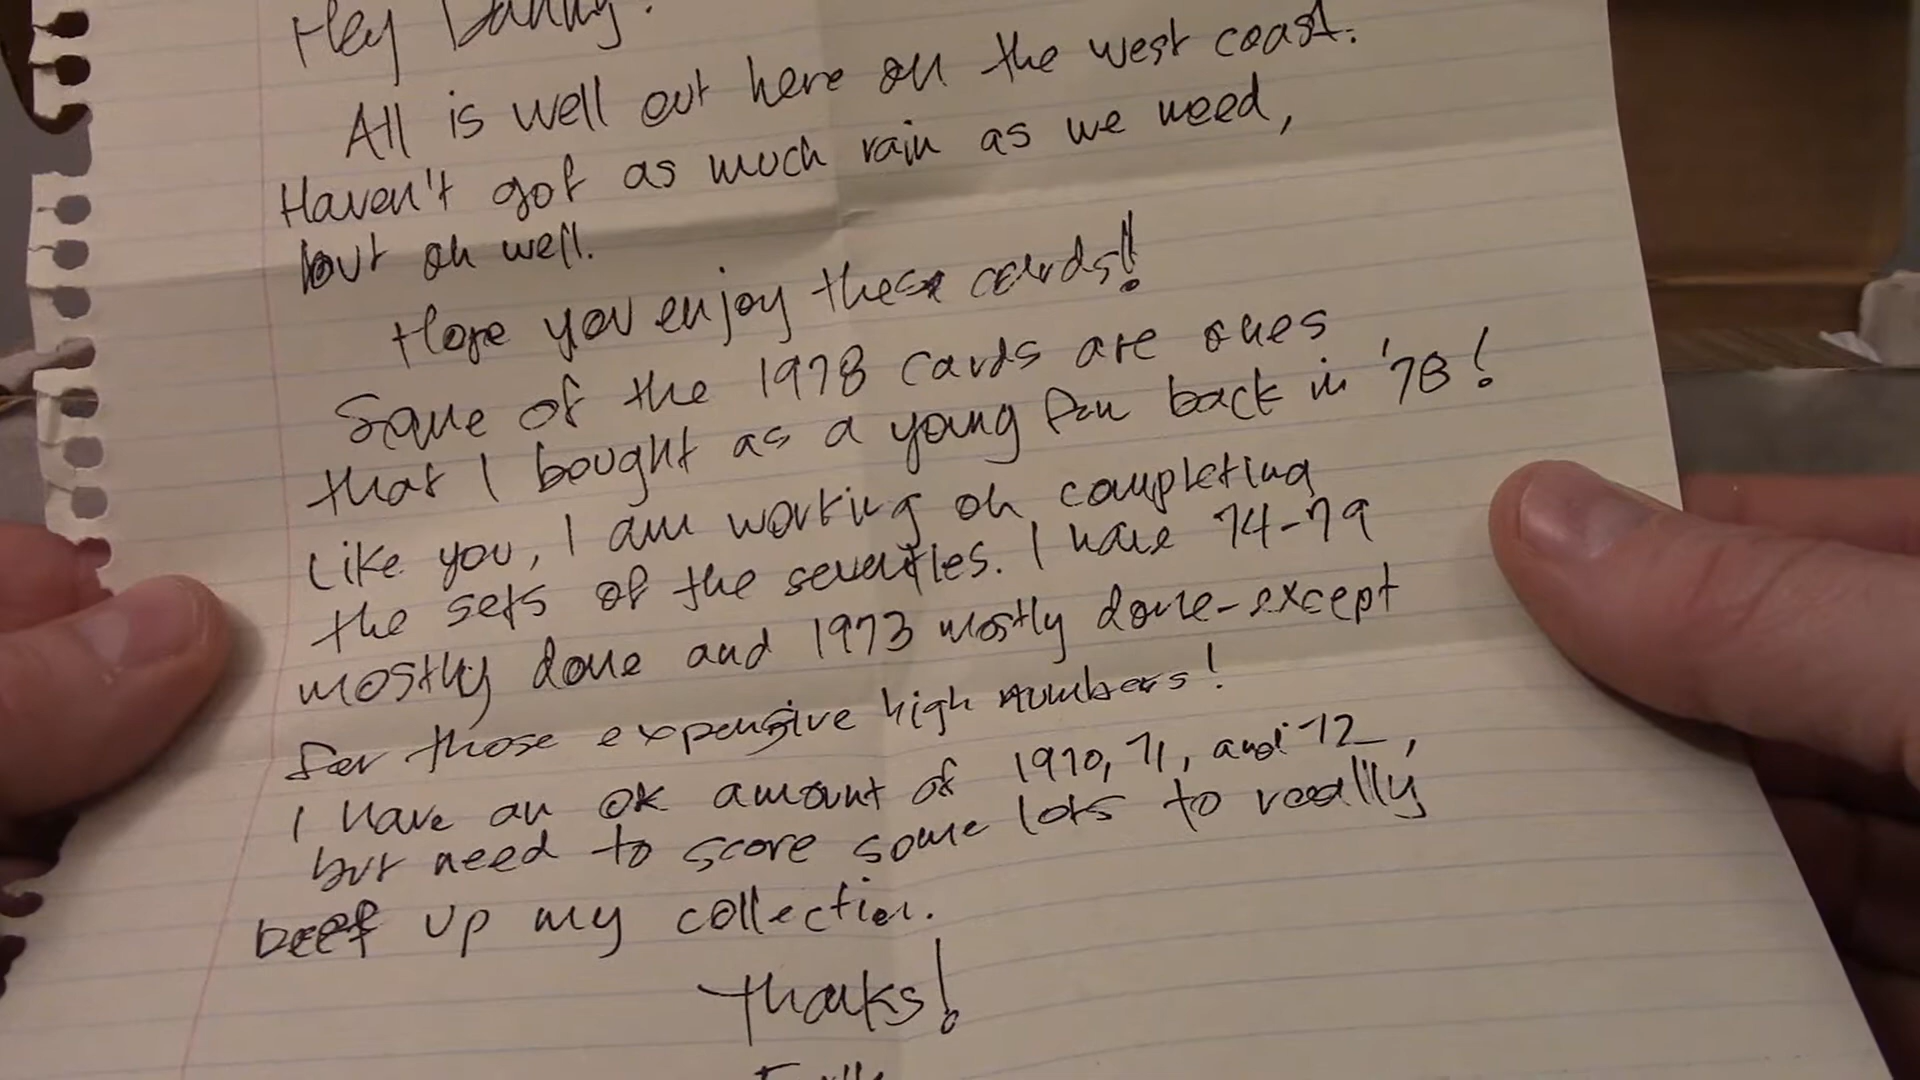 Hey Danny!
All is well out here on the west coast.
Haven't got as much rain as we need,
but oh well.
Hope you enjoy these cards!!
Some of the 1978 cards are ones
that I bought as a young fan back in '78!
Like you, I am working on completing
the sets of the seventies. I have 74-79
mostly done and 1973 mostly done-except
for those expensive high numbers!
I have an ok amount of 1970, 71, and 72,
but need to score some lots to really
beef up my collection.
Thanks!